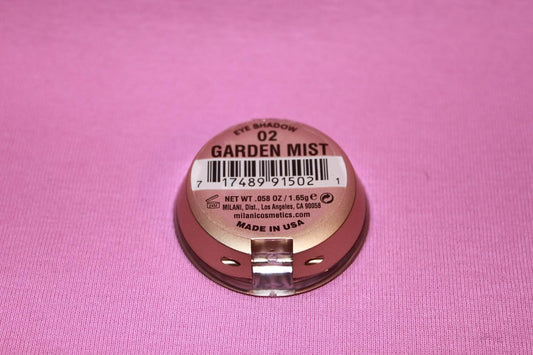 EYE SHADOW
02
GARDEN MIST
7 17489 91502 1
NET WT .058 OZ / 1.65g ℮
MILANI, Dist., Los Angeles, CA 90058
milanicosmetics.com
MADE IN USA